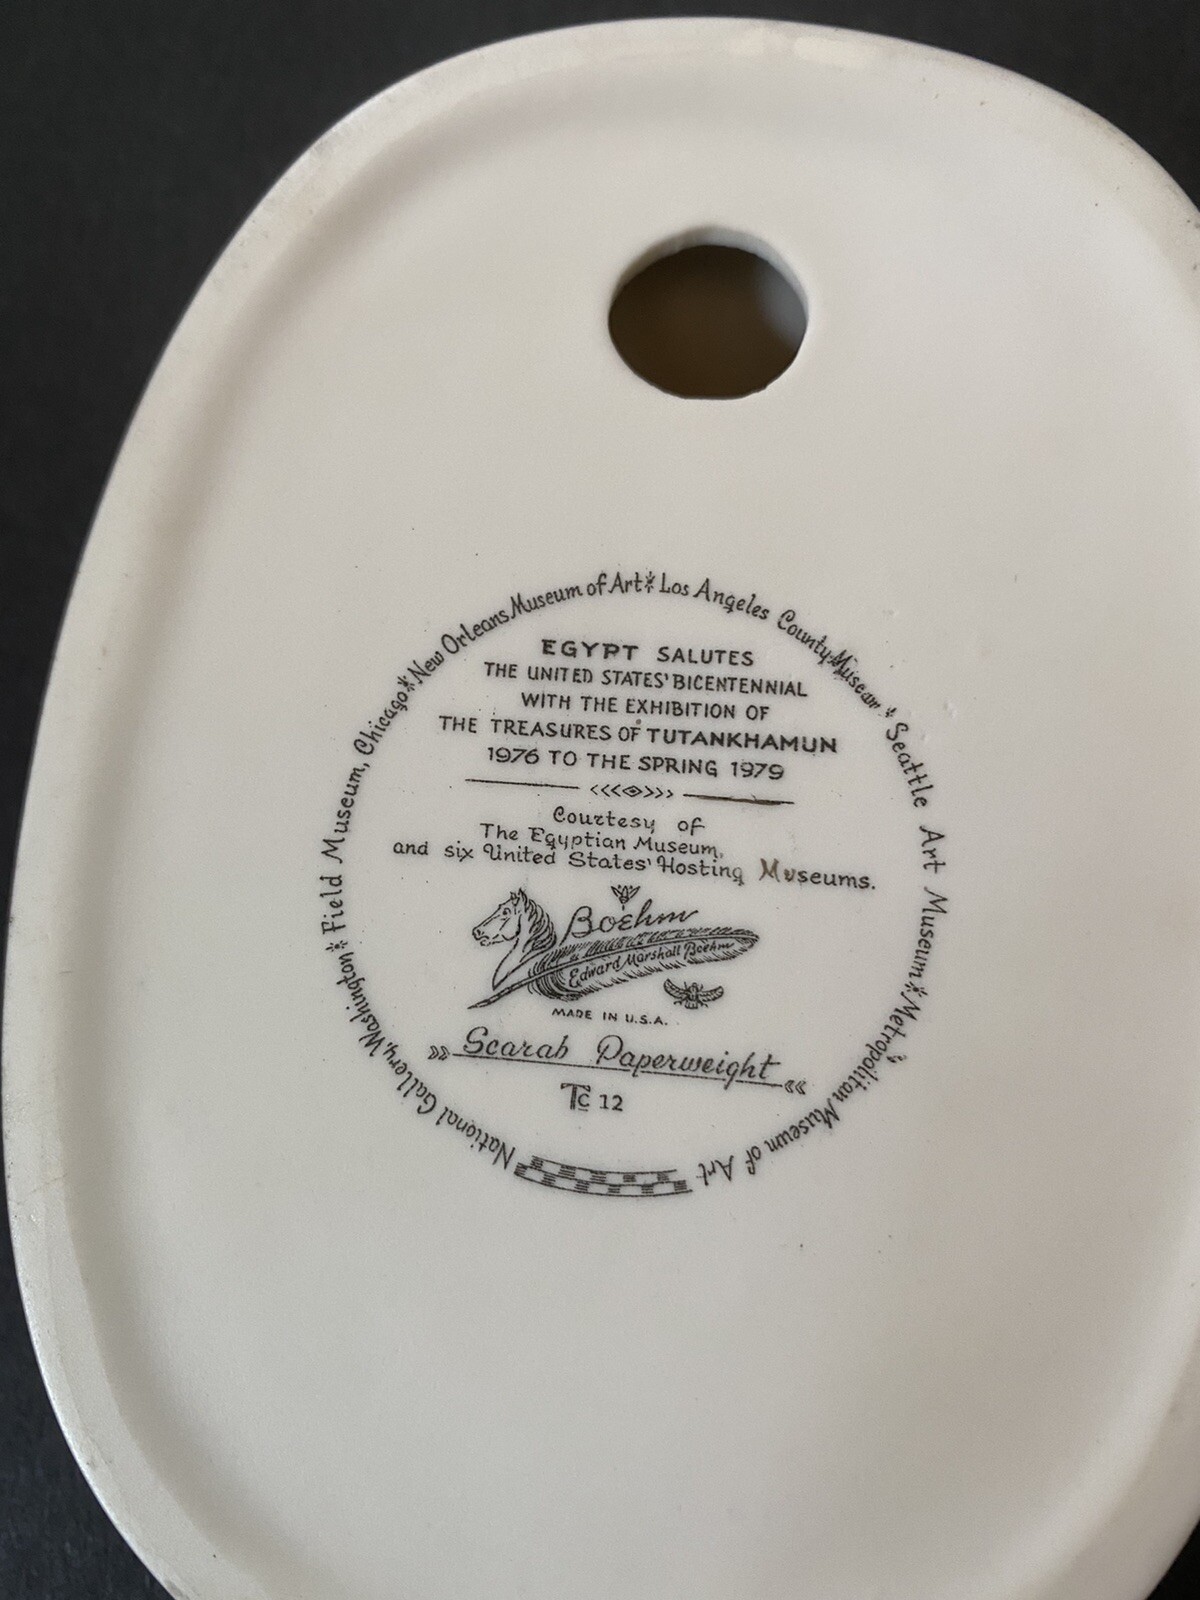 National Gallery, Washington * Field Museum, Chicago * New Orleans Museum of Art * Los Angeles County Museum * Seattle Art Museum * Metropolitan Museum of Art
EGYPT SALUTES
THE UNITED STATES' BICENTENNIAL
WITH THE EXHIBITION OF
THE TREASURES OF TUTANKHAMUN
1976 TO THE SPRING 1979
Courtesy of
The Egyptian Museum,
and six United States' Hosting Museums.
Boehm
Edward Marshall Boehm
MADE IN U.S.A.
Scarab Paperweight
Tc 12